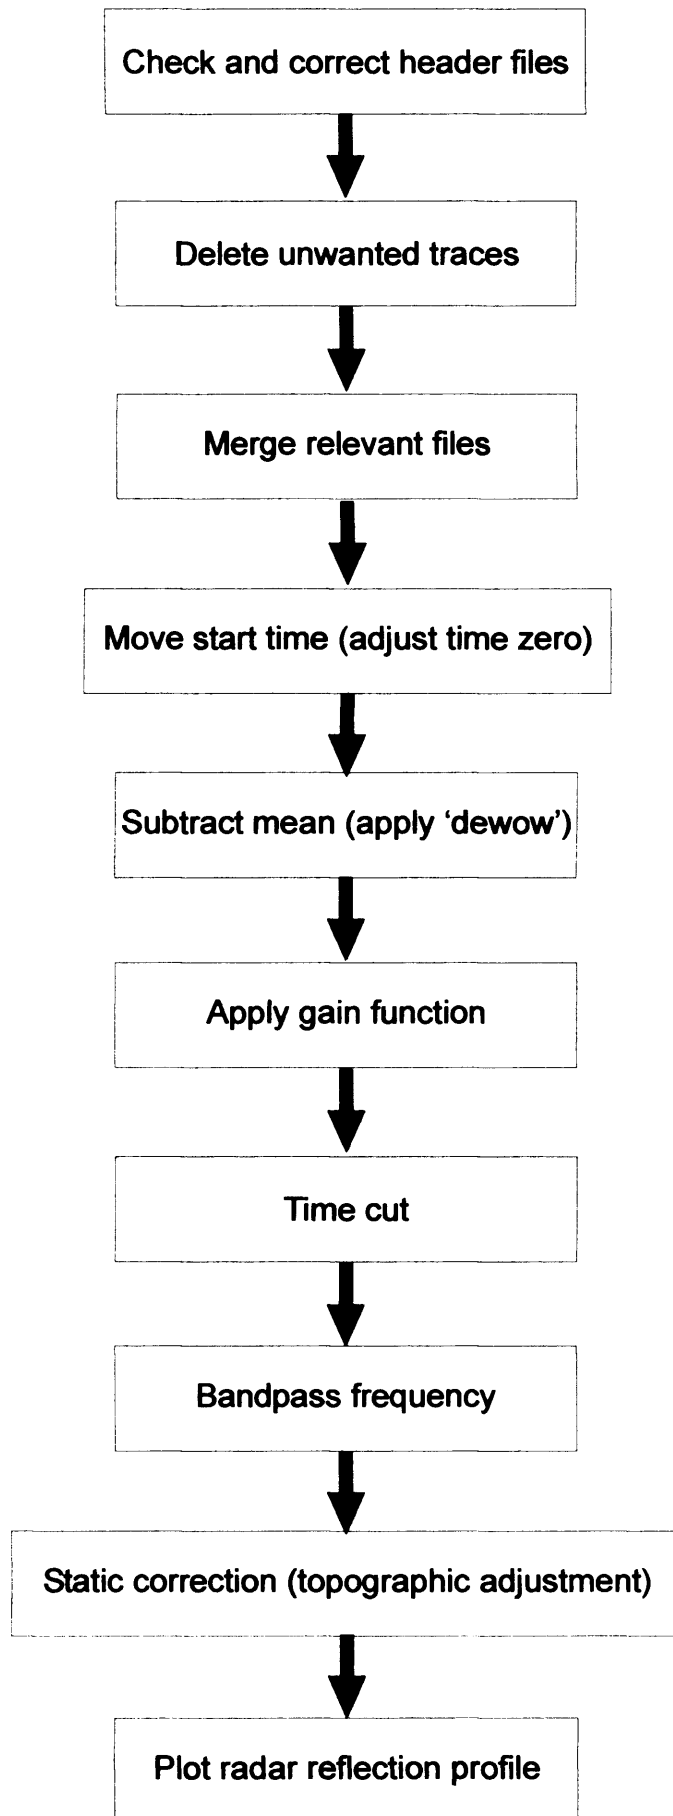 Check and correct header files
Delete unwanted traces
Merge relevant files
Move start time (adjust time zero)
Subtract mean (apply ‘dewow’)
Apply gain function
Time cut
Bandpass frequency
Static correction (topographic adjustment)
Plot radar reflection profile